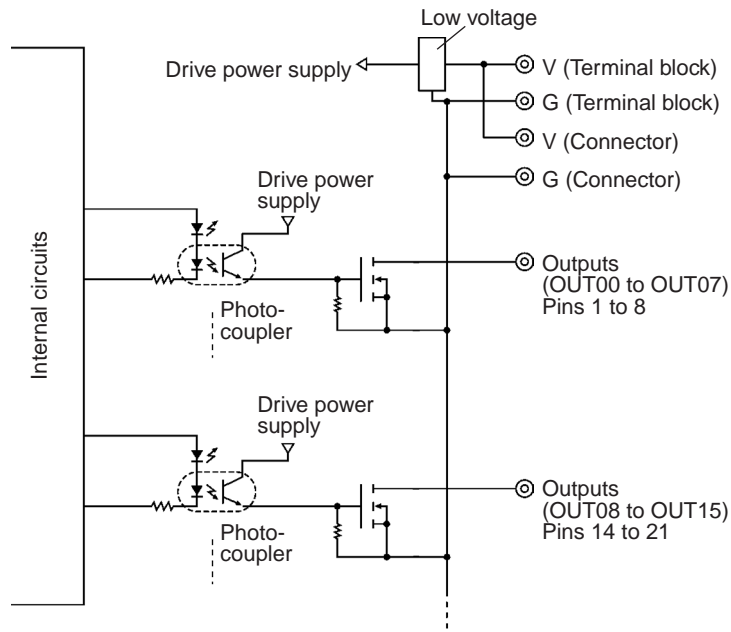 Low voltage
Drive power supply
V (Terminal block)
G (Terminal block)
V (Connector)
G (Connector)
Internal circuits
Drive power
supply
Photo-
coupler
Outputs
(OUT00 to OUT07)
Pins 1 to 8
Drive power
supply
Photo-
coupler
Outputs
(OUT08 to OUT15)
Pins 14 to 21